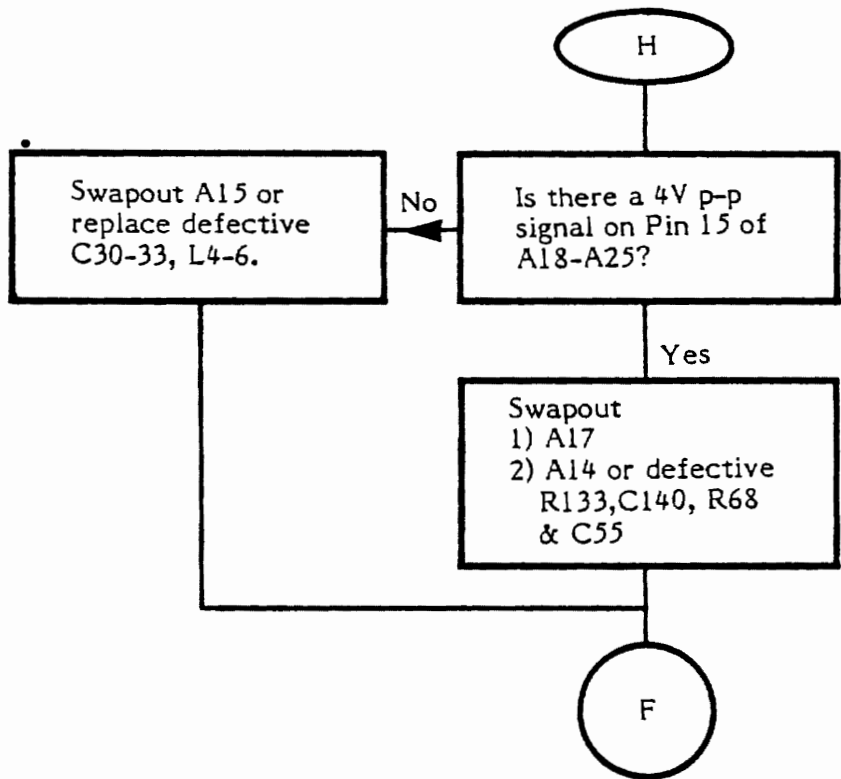 H
Swapout A15 or
replace defective
C30-33, L4-6.
No
Is there a 4V p-p
signal on Pin 15 of
A18-A25?
Yes
Swapout
1) A17
2) A14 or defective
R133,C140, R68
& C55
F